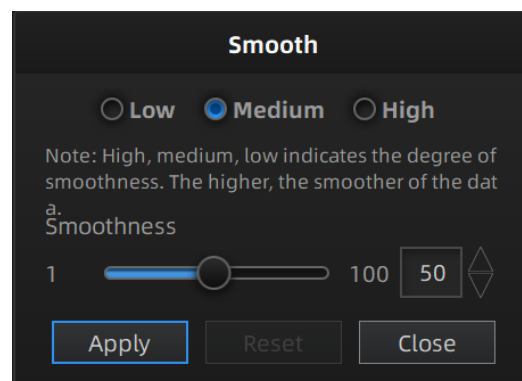 Smooth
Low Medium High
Note: High, medium, low indicates the degree of
smoothness. The higher, the smoother of the dat
a.
Smoothness
1 100 50
Apply Reset Close